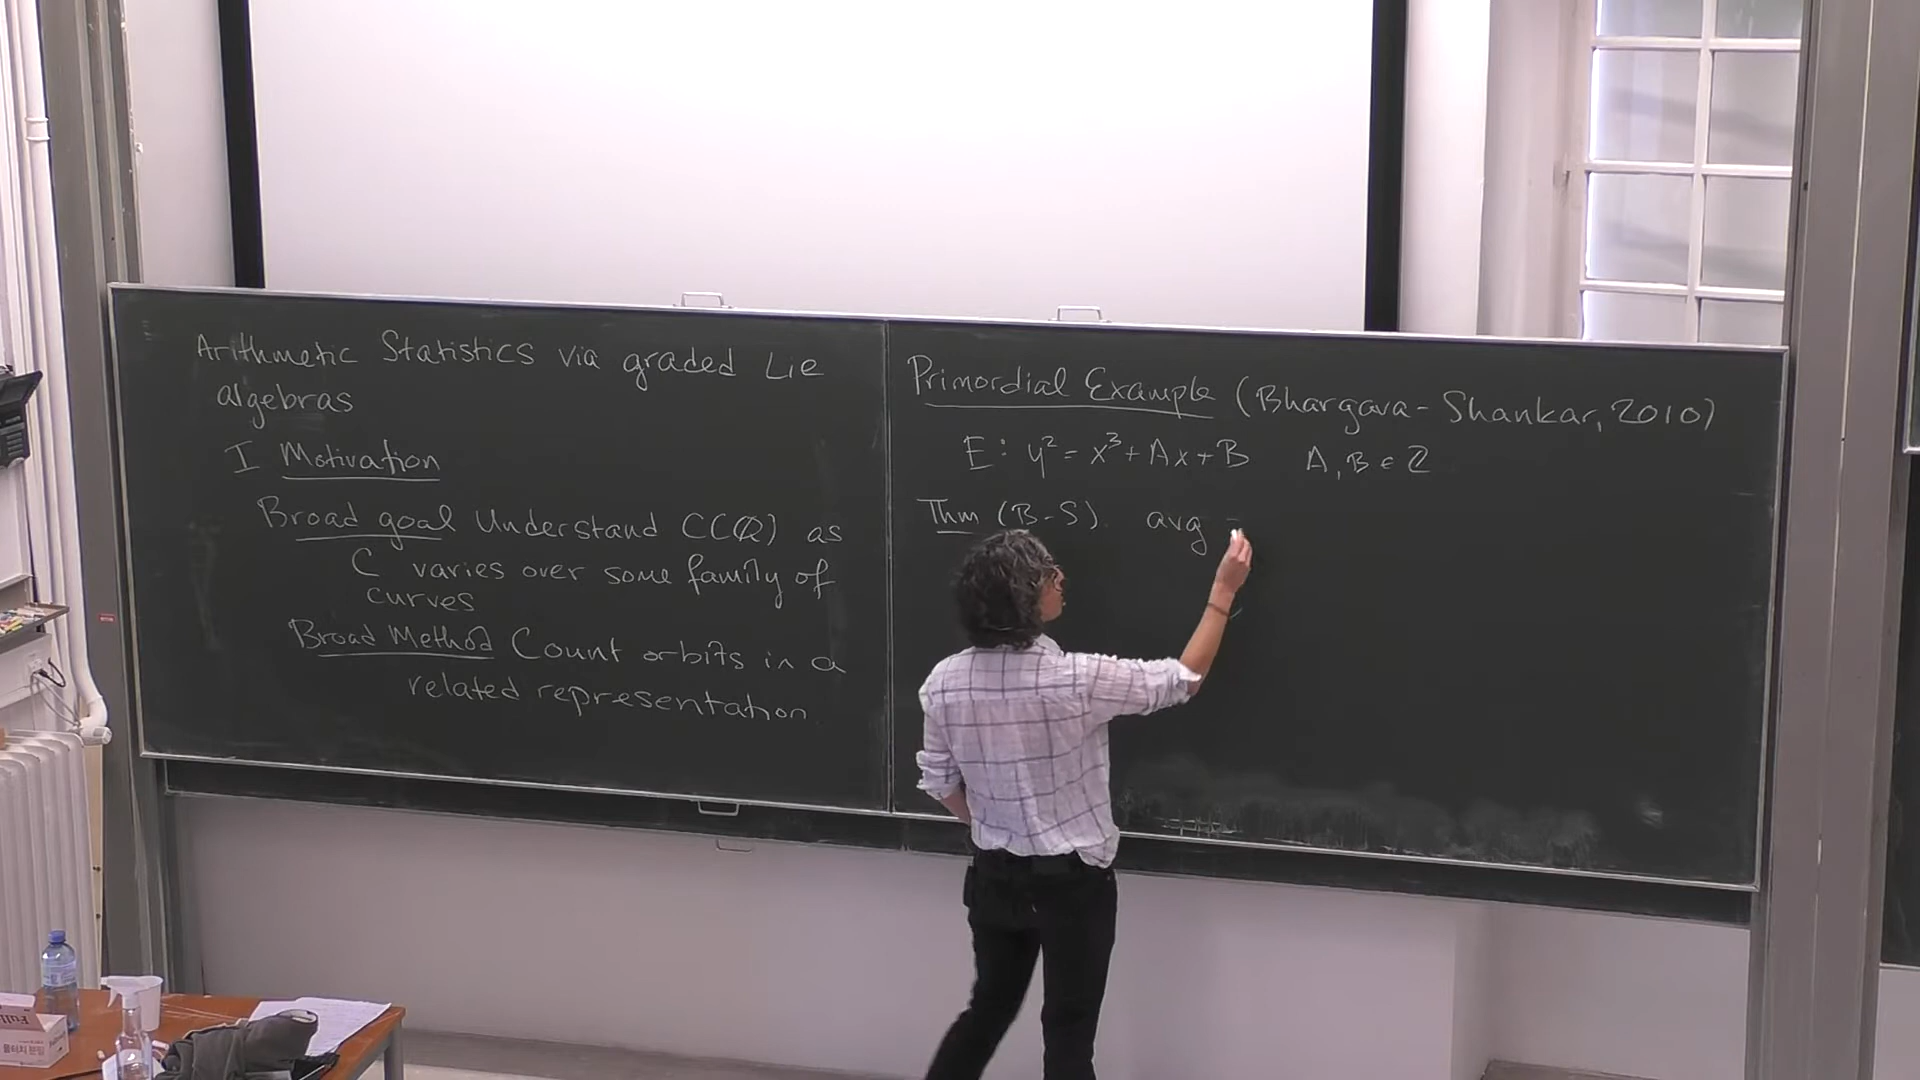 Arithmetic Statistics via graded Lie
algebras
I Motivation
Broad goal Understand C(Q) as
C varies over some family of
curves
Broad Method Count orbits in a
related representation
Primordial Example (Bhargava-Shankar, 2010)
E: y² = x³ + Ax + B A, B ∈ ℤ
Thm (B-S). avg